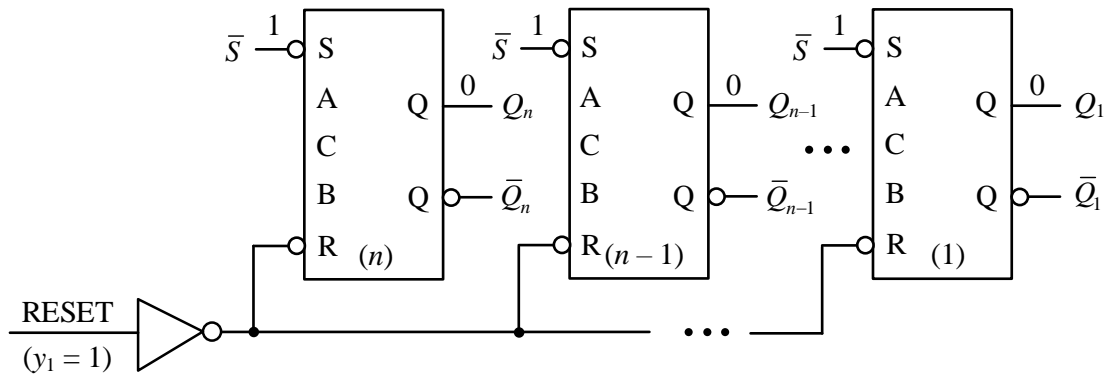 1 1 1
S̄ S S̄ S S̄ S
A 0 A 0 A 0
Q Qₙ Q Qₙ₋₁ Q Q₁
C C ••• C
B Q Q̄ₙ B Q Q̄ₙ₋₁ B Q Q̄₁
R (n) R (n – 1) R (1)
RESET
(y₁ = 1) •••